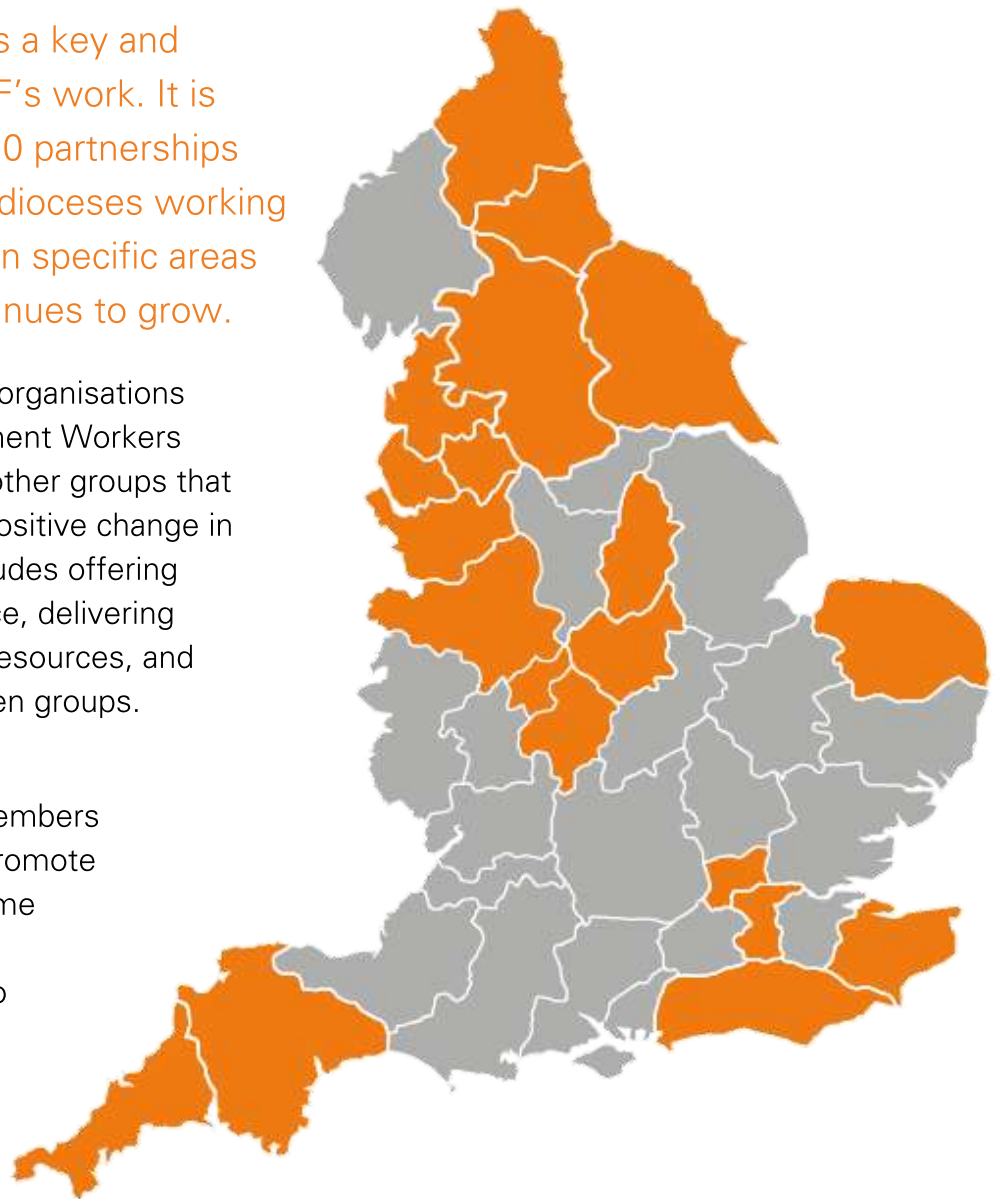 s a key and
F’s work. It is
0 partnerships
dioceses working
n specific areas
nues to grow.
organisations
nent Workers
other groups that
ositive change in
udes offering
ce, delivering
esources, and
en groups.
embers
romote
me
o